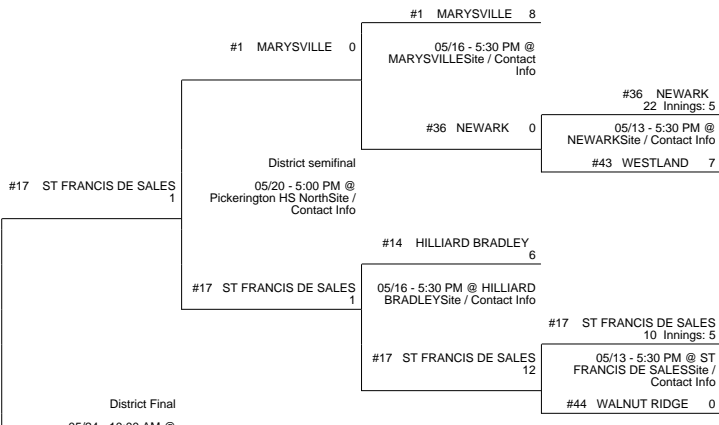 #1 MARYSVILLE 8
#1 MARYSVILLE 0
05/16 - 5:30 PM @
MARYSVILLESite / Contact
Info
#36 NEWARK
22 Innings: 5
#36 NEWARK 0
05/13 - 5:30 PM @
NEWARKSite / Contact Info
#43 WESTLAND 7
District semifinal
#17 ST FRANCIS DE SALES
1
05/20 - 5:00 PM @
Pickerington HS NorthSite /
Contact Info
#14 HILLIARD BRADLEY
6
#17 ST FRANCIS DE SALES
1
05/16 - 5:30 PM @ HILLIARD
BRADLEYSite / Contact Info
#17 ST FRANCIS DE SALES
10 Innings: 5
#17 ST FRANCIS DE SALES
12
05/13 - 5:30 PM @ ST
FRANCIS DE SALESSite /
Contact Info
#44 WALNUT RIDGE 0
District Final